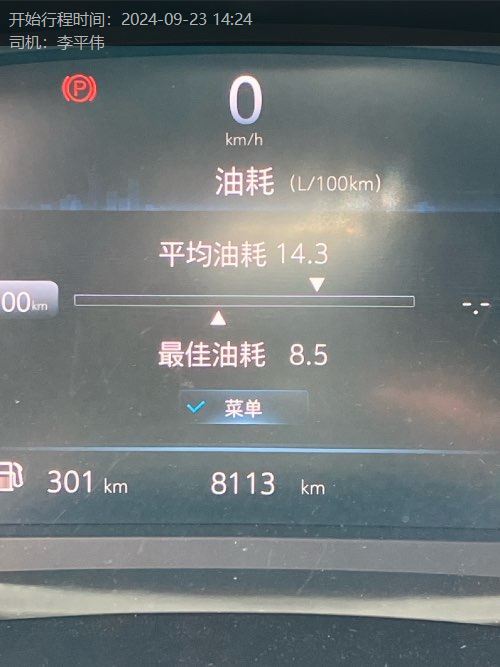 开始行程时间：2024-09-23 14:24
司机：李平伟
P
0
km/h
油耗 (L/100km)
平均油耗 14.3
00km
--.-
最佳油耗 8.5
菜单
301 km 8113 km